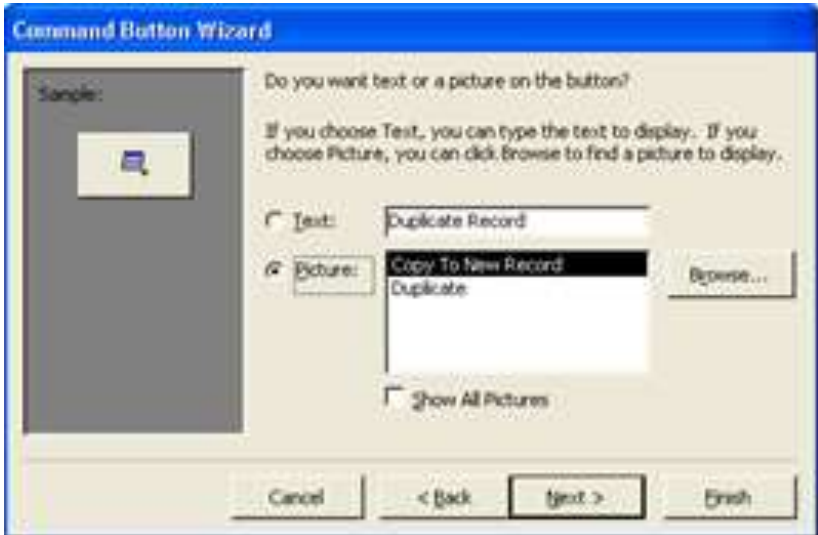 Command Button Wizard
Sample:
Do you want text or a picture on the button?
If you choose Text, you can type the text to display. If you
choose Picture, you can click Browse to find a picture to display.
Text:
Duplicate Record
Picture:
Copy To New Record
Duplicate
Browse...
Show All Pictures
Cancel
< Back
Next >
Finish